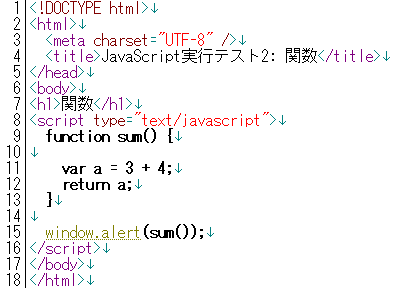 1 <!DOCTYPE html>↓
2 <html>↓
3   <meta charset="UTF-8" />↓
4   <title>JavaScript実行テスト2: 関数</title>↓
5 </head>↓
6 <body>↓
7 <h1>関数</h1>↓
8 <script type="text/javascript">↓
9   function sum() {↓
10 ↓
11     var a = 3 + 4;↓
12     return a;↓
13   }↓
14 ↓
15   window.alert(sum());↓
16 </script>↓
17 </body>↓
18 </html>↓